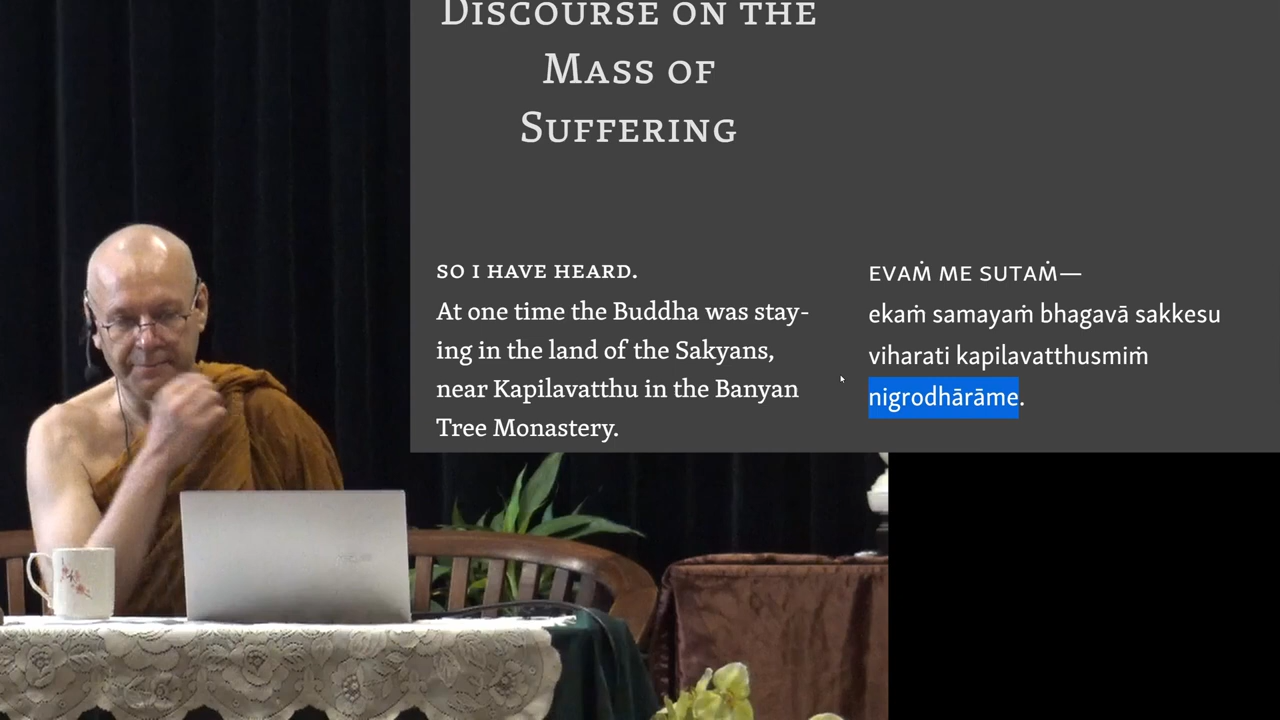 Discourse on the
Mass of
Suffering
so i have heard.
At one time the Buddha was stay-
ing in the land of the Sakyans,
near Kapilavatthu in the Banyan
Tree Monastery.
EVAṀ ME SUTAṀ—
ekaṁ samayaṁ bhagavā sakkesu
viharati kapilavatthusmiṁ
nigrodhārāme.